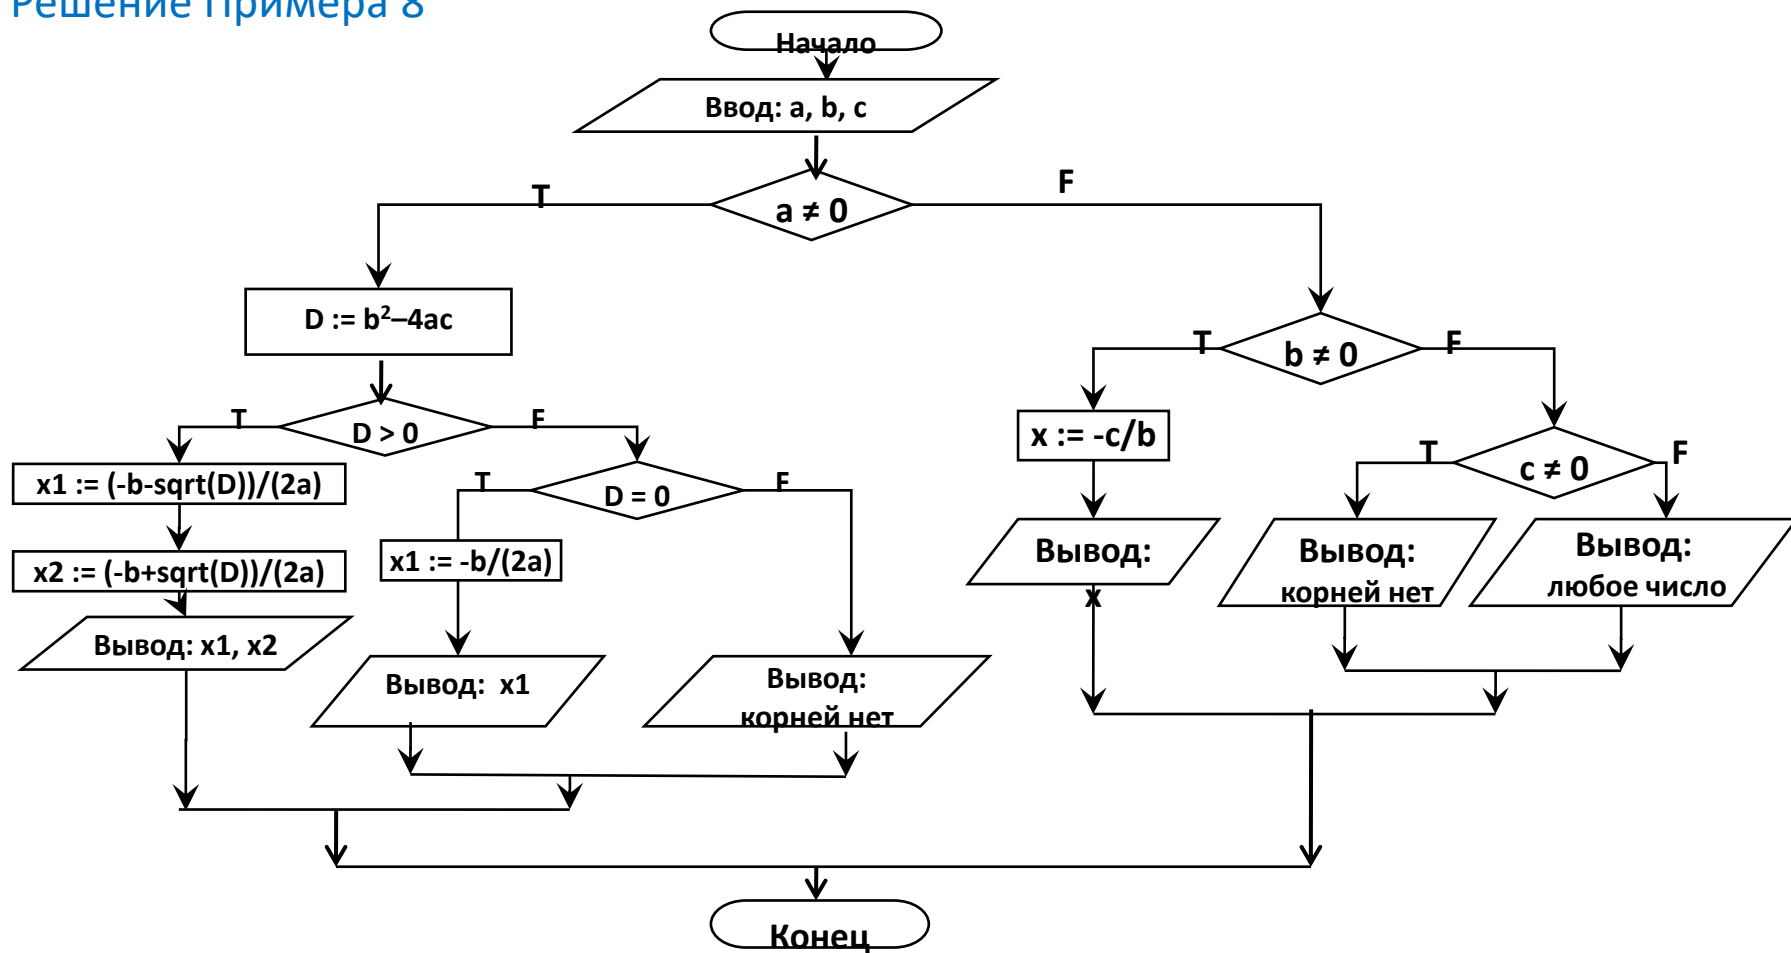 Решение Примера 8
Начало
Ввод: a, b, c
T
F
a ≠ 0
D := b²–4ac
T
b ≠ 0
F
T
D > 0
F
x := -c/b
T
c ≠ 0
F
x1 := (-b-sqrt(D))/(2a)
T
D = 0
F
x2 := (-b+sqrt(D))/(2a)
x1 := -b/(2a)
Вывод:
x
Вывод:
корней нет
Вывод:
любое число
Вывод: x1, x2
Вывод: x1
Вывод:
корней нет
Конец